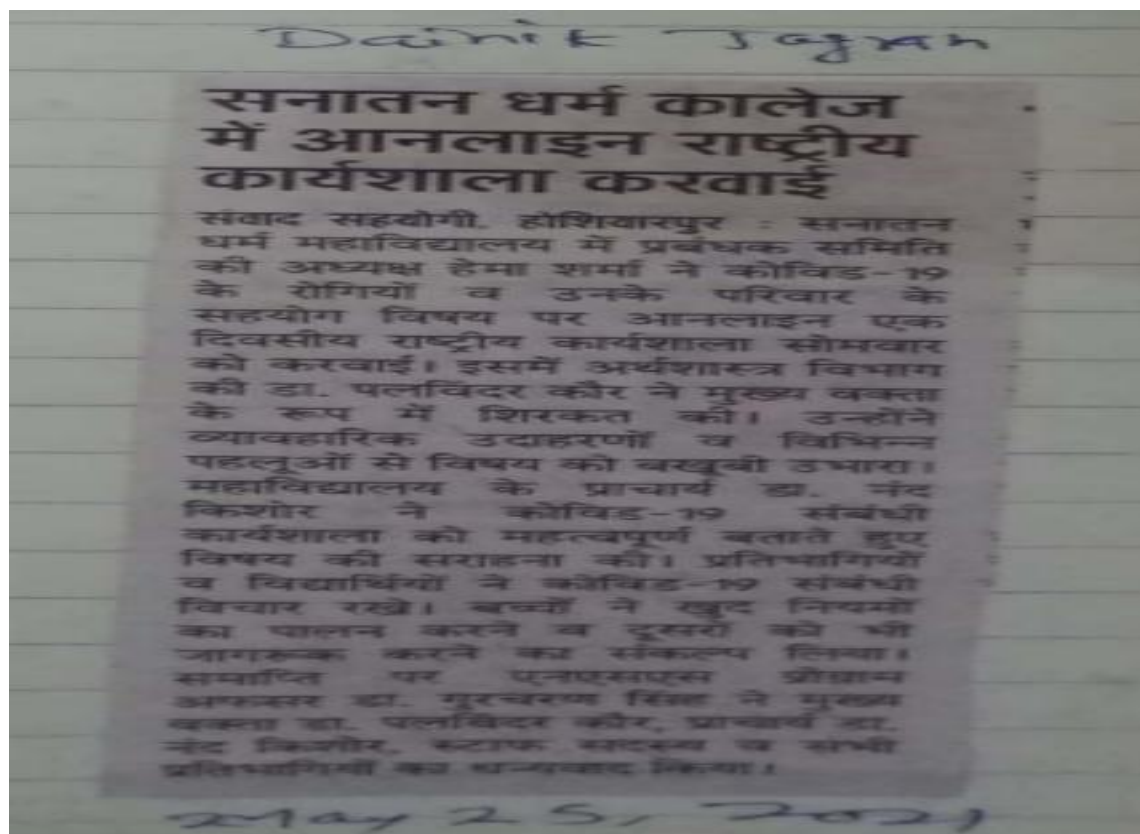 Dainik Jagran
सनातन धर्म कालेज
में आनलाइन राष्ट्रीय
कार्यशाला करवाई
संवाद सहयोगी, होशियारपुर : सनातन
धर्म महाविद्यालय में प्रबंधक समिति
की अध्यक्ष हेमा शर्मा ने कोविड-19
के रोगियों व उनके परिवार के
सहयोग विषय पर आनलाइन एक
दिवसीय राष्ट्रीय कार्यशाला सोमवार
को करवाई। इसमें अर्थशास्त्र विभाग
की डा. पलविंदर कौर ने मुख्य वक्ता
के रूप में शिरकत की। उन्होंने
व्यावहारिक उदाहरणों व विभिन्न
पहलूओं से विषय को बखूबी उभारा।
महाविद्यालय के प्राचार्य डा. नंद
किशोर ने कोविड-19 संबंधी
कार्यशाला को महत्वपूर्ण बताते हुए
विषय की सराहना की। प्रतिभागियों
व विद्यार्थियों ने कोविड-19 संबंधी
विचार रखे। बच्चों ने खुद नियमों
का पालन करने व दूसरों को भी
जागरूक करने का संकल्प लिया।
समाप्ति पर एनएसएस प्रोग्राम
अफसर डा. गुरचरण सिंह ने मुख्य
वक्ता डा. पलविंदर कौर, प्राचार्य डा.
नंद किशोर, स्टाफ सदस्य व सभी
प्रतिभागियों का धन्यवाद किया।
May 25, 2021